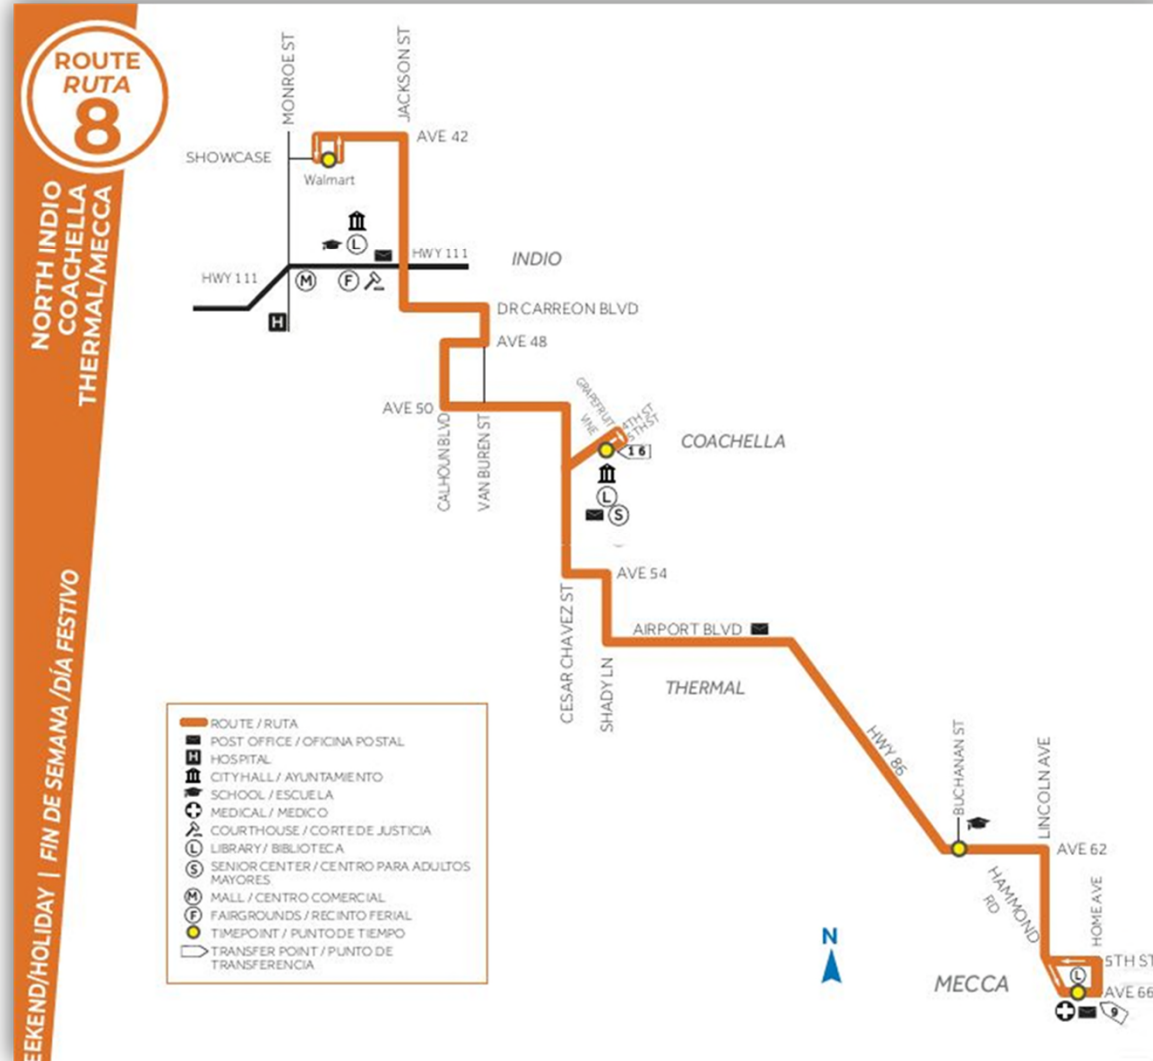 ROUTE
RUTA
8
NORTH INDIO
COACHELLA
THERMAL/MECCA
EEKEND/HOLIDAY | FIN DE SEMANA /DÍA FESTIVO
MONROE ST
JACKSON ST
AVE 42
SHOWCASE
Walmart
L
HWY 111
HWY 111
INDIO
M
F
H
DR CARREON BLVD
AVE 48
AVE 50
CALHOUN BLVD
VAN BUREN ST
GRAPEFRUIT
VINE
4TH ST
5TH ST
1 6
COACHELLA
L
S
AVE 54
CESAR CHAVEZ ST
SHADY LN
AIRPORT BLVD
THERMAL
HWY 86
BUCHANAN ST
LINCOLN AVE
AVE 62
HAMMOND
RD
HOME AVE
5TH ST
L
AVE 66
9
MECCA
N
ROUTE / RUTA
POST OFFICE / OFICINA POSTAL
H HOSPITAL
CITY HALL / AYUNTAMIENTO
SCHOOL / ESCUELA
MEDICAL / MEDICO
COURTHOUSE / CORTE DE JUSTICIA
L LIBRARY / BIBLIOTECA
S SENIOR CENTER / CENTRO PARA ADULTOS
MAYORES
M MALL / CENTRO COMERCIAL
F FAIRGROUNDS / RECINTO FERIAL
TIMEPOINT / PUNTO DE TIEMPO
TRANSFER POINT / PUNTO DE
TRANSFERENCIA